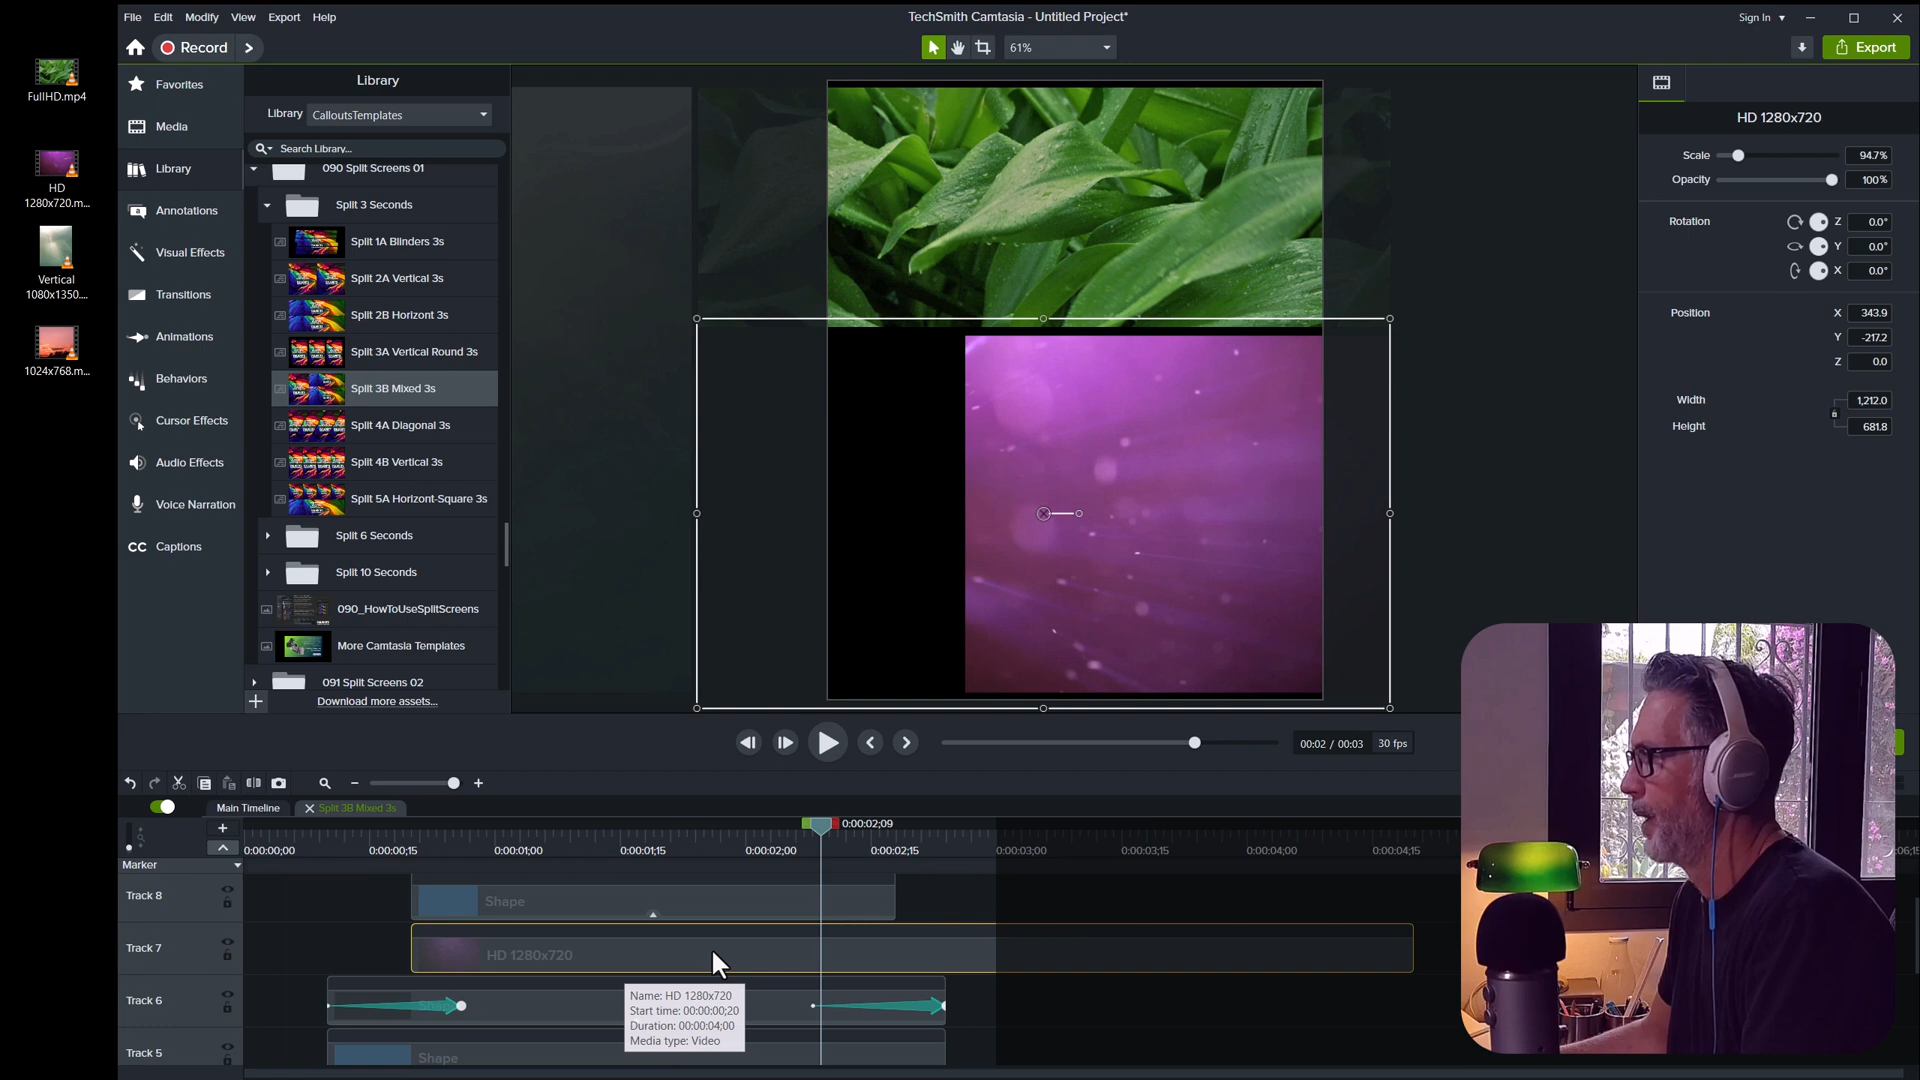 File Edit Modify View Export Help
TechSmith Camtasia - Untitled Project*
Sign In
Record
61%
Export
FullHD.mp4
HD
1280x720.m...
Vertical
1080x1350....
1024x768.m...
Favorites
Media
Library
Annotations
Visual Effects
Transitions
Animations
Behaviors
Cursor Effects
Audio Effects
Voice Narration
CC Captions
Library
Library CalloutsTemplates
Search Library...
090 Split Screens 01
Split 3 Seconds
Split 1A Blinders 3s
Split 2A Vertical 3s
Split 2B Horizont 3s
Split 3A Vertical Round 3s
Split 3B Mixed 3s
Split 4A Diagonal 3s
Split 4B Vertical 3s
Split 5A Horizont-Square 3s
Split 6 Seconds
Split 10 Seconds
090_HowToUseSplitScreens
More Camtasia Templates
091 Split Screens 02
Download more assets...
HD 1280x720
Scale 94.7%
Opacity 100%
Rotation Z 0.0°
Y 0.0°
X 0.0°
Position X 343.9
Y -217.2
Z 0.0
Width 1,212.0
Height 681.8
00:02 / 00:03 30 fps
Main Timeline
Split 3B Mixed 3s
0:00:02;09
0:00:00;00 0:00:00;15 0:00:01;00 0:00:01;15 0:00:02;00 0:00:02;15 0:00:03;00 0:00:03;15 0:00:04;00 0:00:04;15
Marker
Track 8
Shape
Track 7
HD 1280x720
Track 6
Track 5
Shape
Name: HD 1280x720
Start time: 00:00:00;20
Duration: 00:00:04;00
Media type: Video